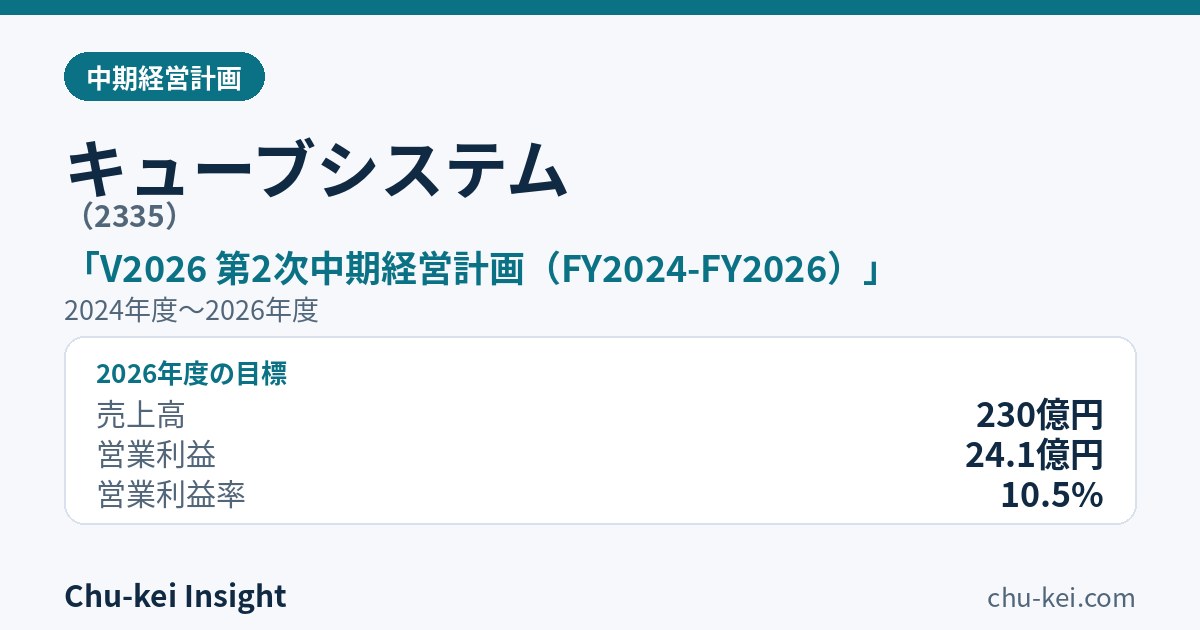 中期経営計画
キューブシステム
（2335）
「V2026 第2次中期経営計画（FY2024-FY2026）」
2024年度～2026年度
2026年度の目標
売上高 230億円
営業利益 24.1億円
営業利益率 10.5%
Chu-kei Insight chu-kei.com